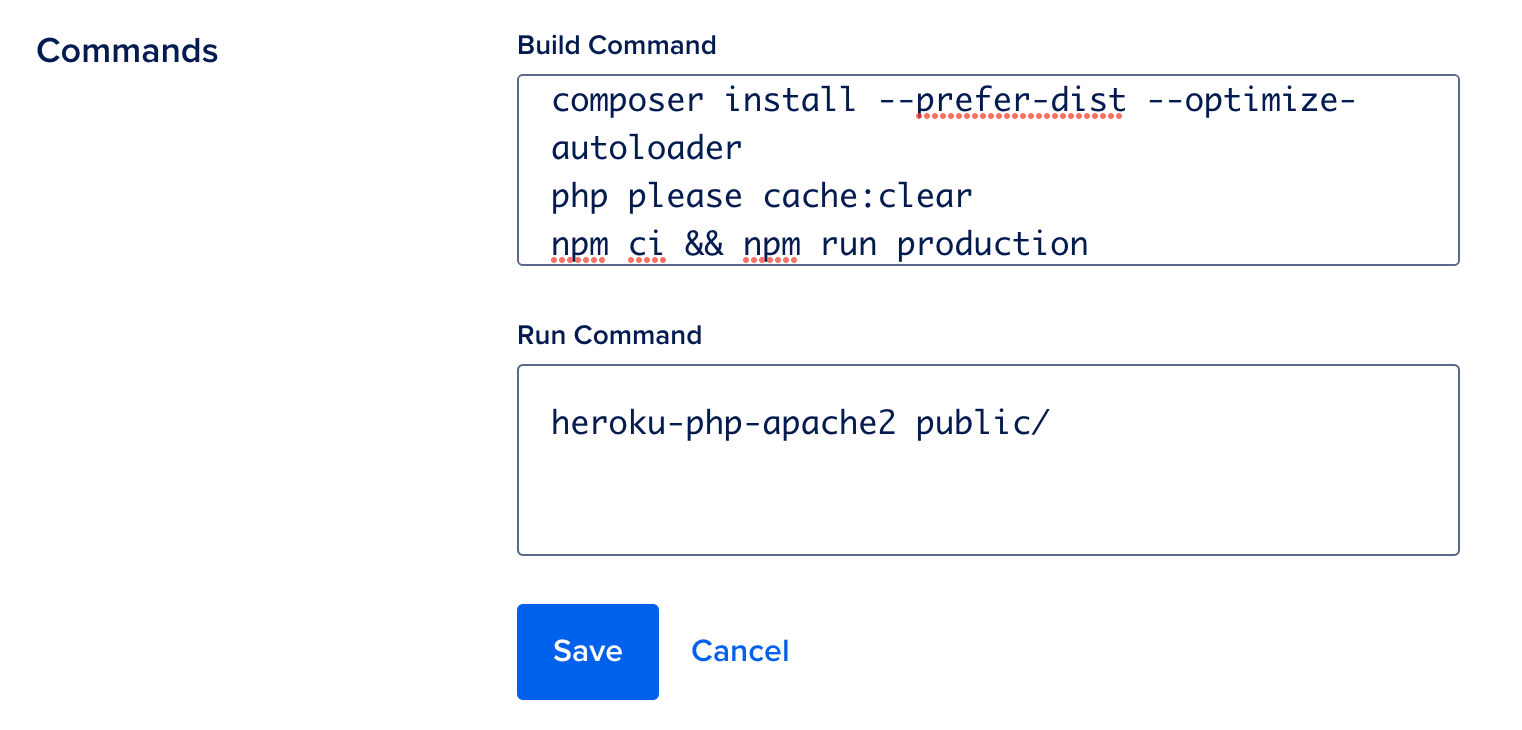 Commands
Build Command
composer install --prefer-dist --optimize-
autoloader
php please cache:clear
npm ci && npm run production
Run Command
heroku-php-apache2 public/
Save
Cancel